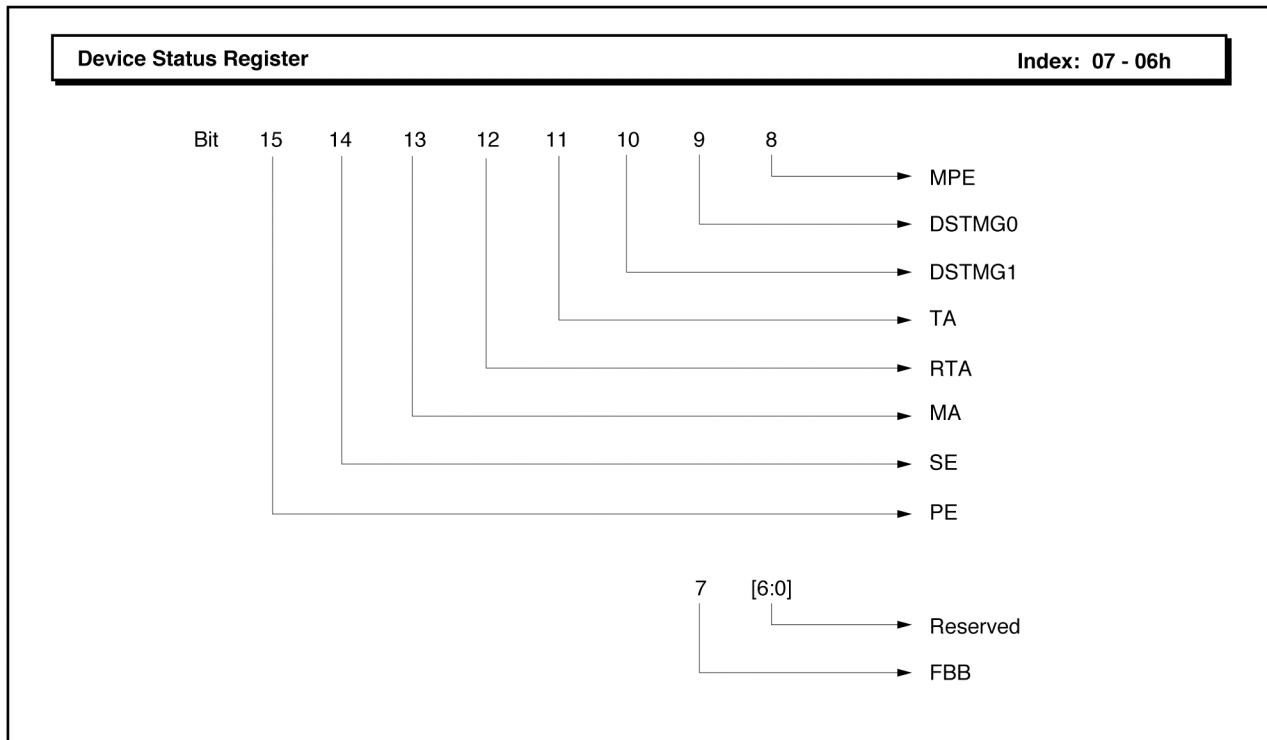 Device Status Register Index: 07 - 06h
Bit 15 14 13 12 11 10 9 8
MPE
DSTMG0
DSTMG1
TA
RTA
MA
SE
PE
7 [6:0]
Reserved
FBB